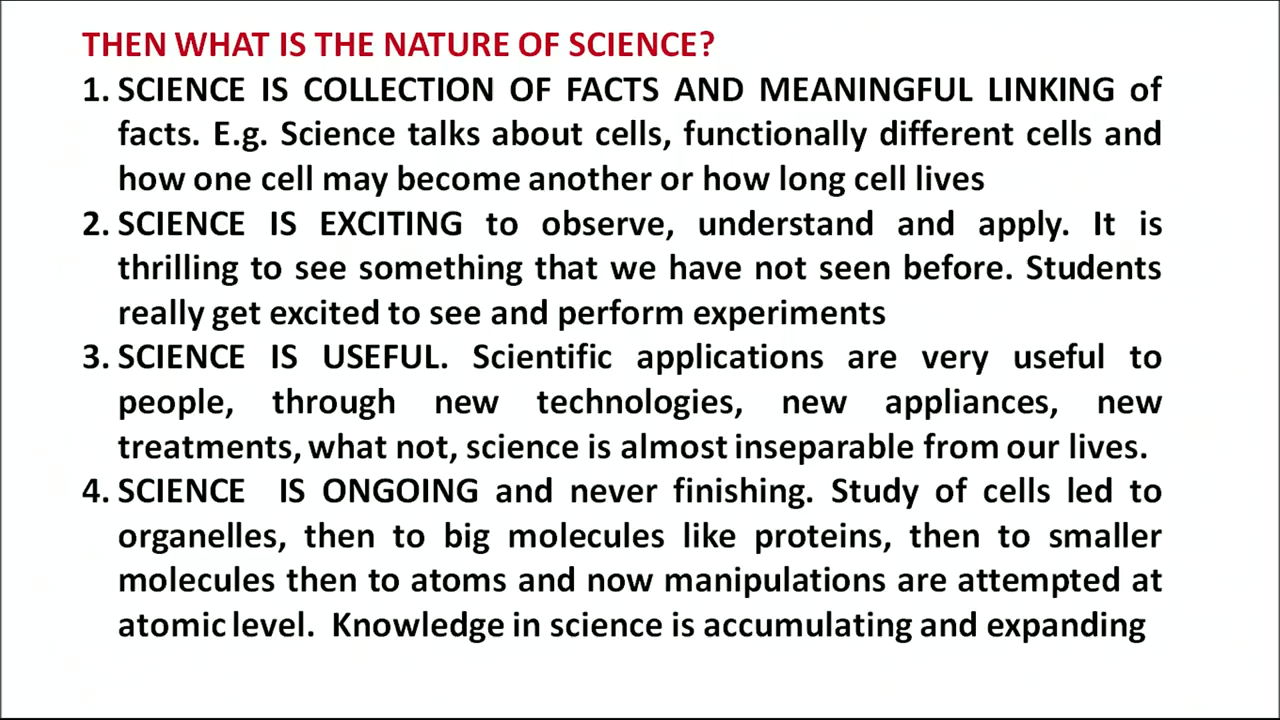 THEN WHAT IS THE NATURE OF SCIENCE?
1. SCIENCE IS COLLECTION OF FACTS AND MEANINGFUL LINKING of
facts. E.g. Science talks about cells, functionally different cells and
how one cell may become another or how long cell lives
2. SCIENCE IS EXCITING to observe, understand and apply. It is
thrilling to see something that we have not seen before. Students
really get excited to see and perform experiments
3. SCIENCE IS USEFUL. Scientific applications are very useful to
people, through new technologies, new appliances, new
treatments, what not, science is almost inseparable from our lives.
4. SCIENCE IS ONGOING and never finishing. Study of cells led to
organelles, then to big molecules like proteins, then to smaller
molecules then to atoms and now manipulations are attempted at
atomic level. Knowledge in science is accumulating and expanding